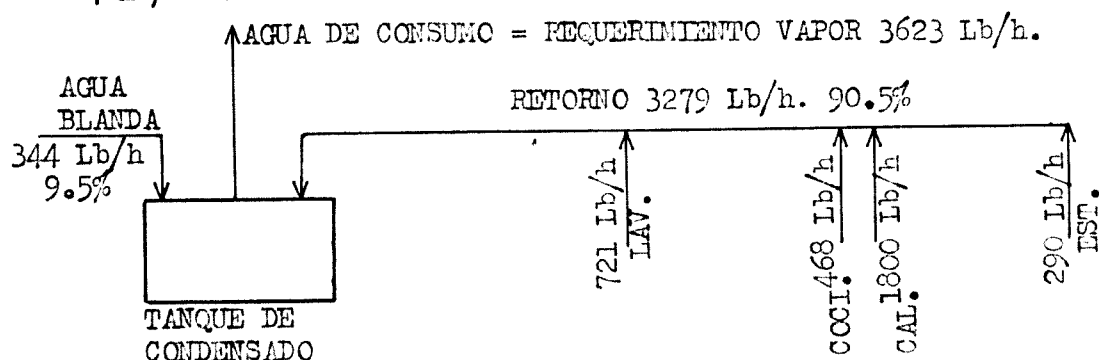 AGUA DE CONSUMO = REQUERIMIENTO VAPOR 3623 Lb/h.
AGUA
BLANDA
344 Lb/h
9.5%
RETORNO 3279 Lb/h. 90.5%
721 Lb/h
LAV.
COCI. 468 Lb/h
CAL. 1800 Lb/h
290 Lb/h
EST.
TANQUE DE
CONDENSADO